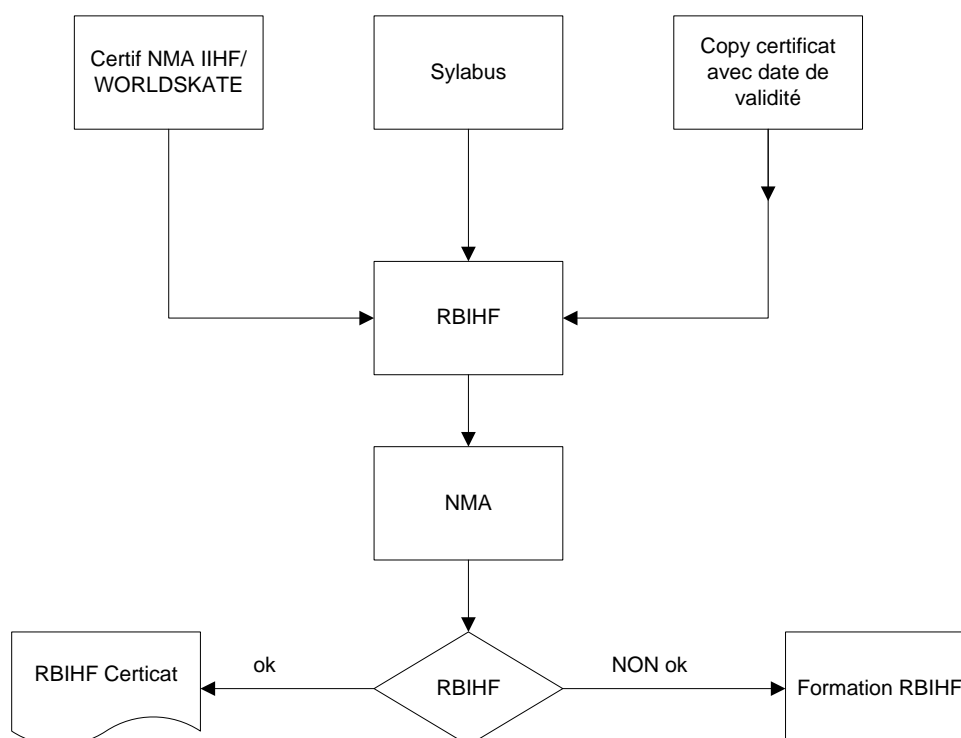 Certif NMA IIHF/
WORLDSKATE
Sylabus
Copy certificat
avec date de
validité
RBIHF
NMA
RBIHF Certicat
ok
RBIHF
NON ok
Formation RBIHF